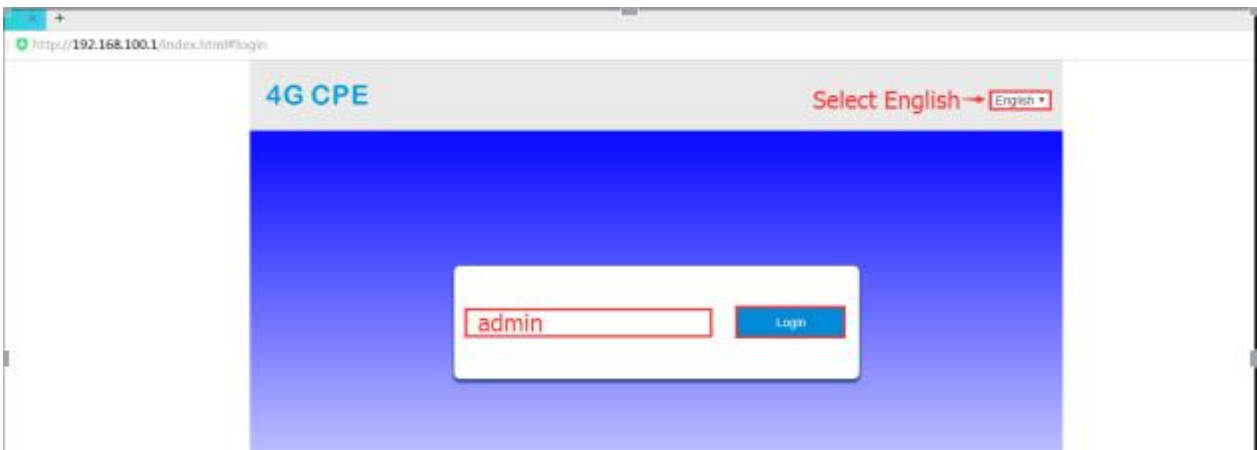 http://192.168.100.1/index.html#login
4G CPE
Select English
English
admin
Login